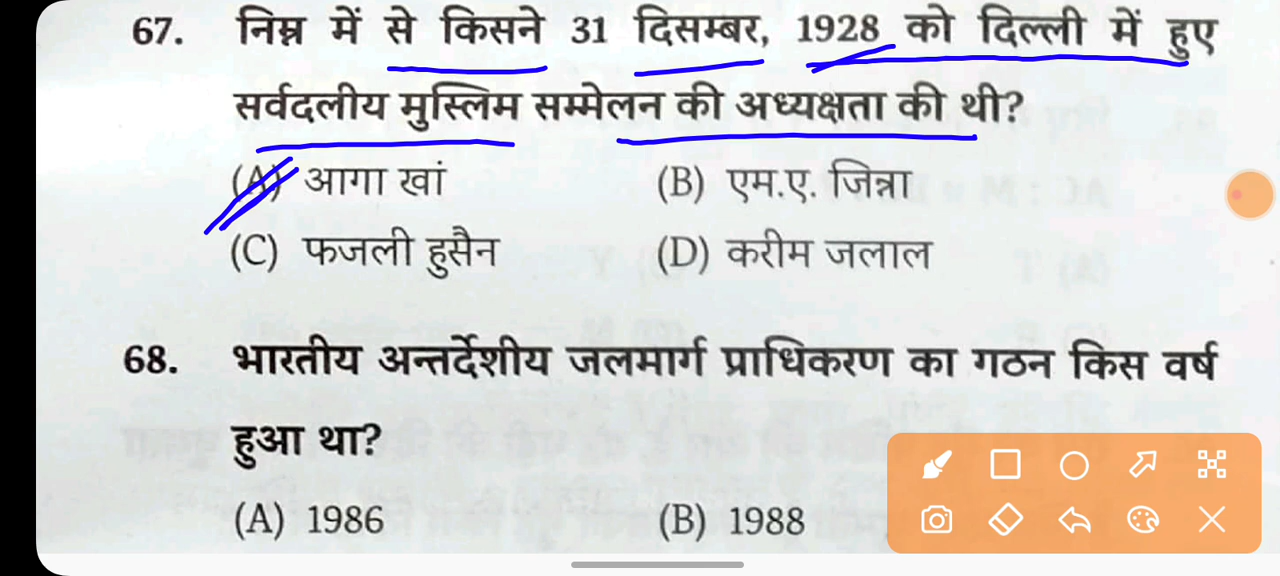 67. निम्न में से किसने 31 दिसम्बर, 1928 को दिल्ली में हुए
सर्वदलीय मुस्लिम सम्मेलन की अध्यक्षता की थी?
(A) आगा खां (B) एम.ए. जिन्ना
(C) फजली हुसैन (D) करीम जलाल
68. भारतीय अन्तर्देशीय जलमार्ग प्राधिकरण का गठन किस वर्ष
हुआ था?
(A) 1986 (B) 1988